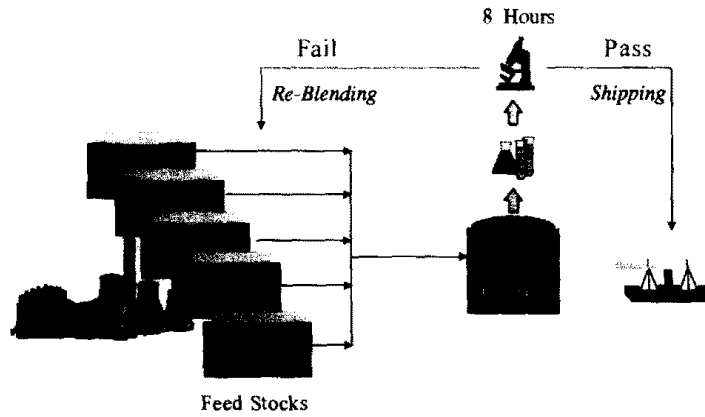 8 Hours
Fail
Pass
Re-Blending
Shipping
Feed Stocks